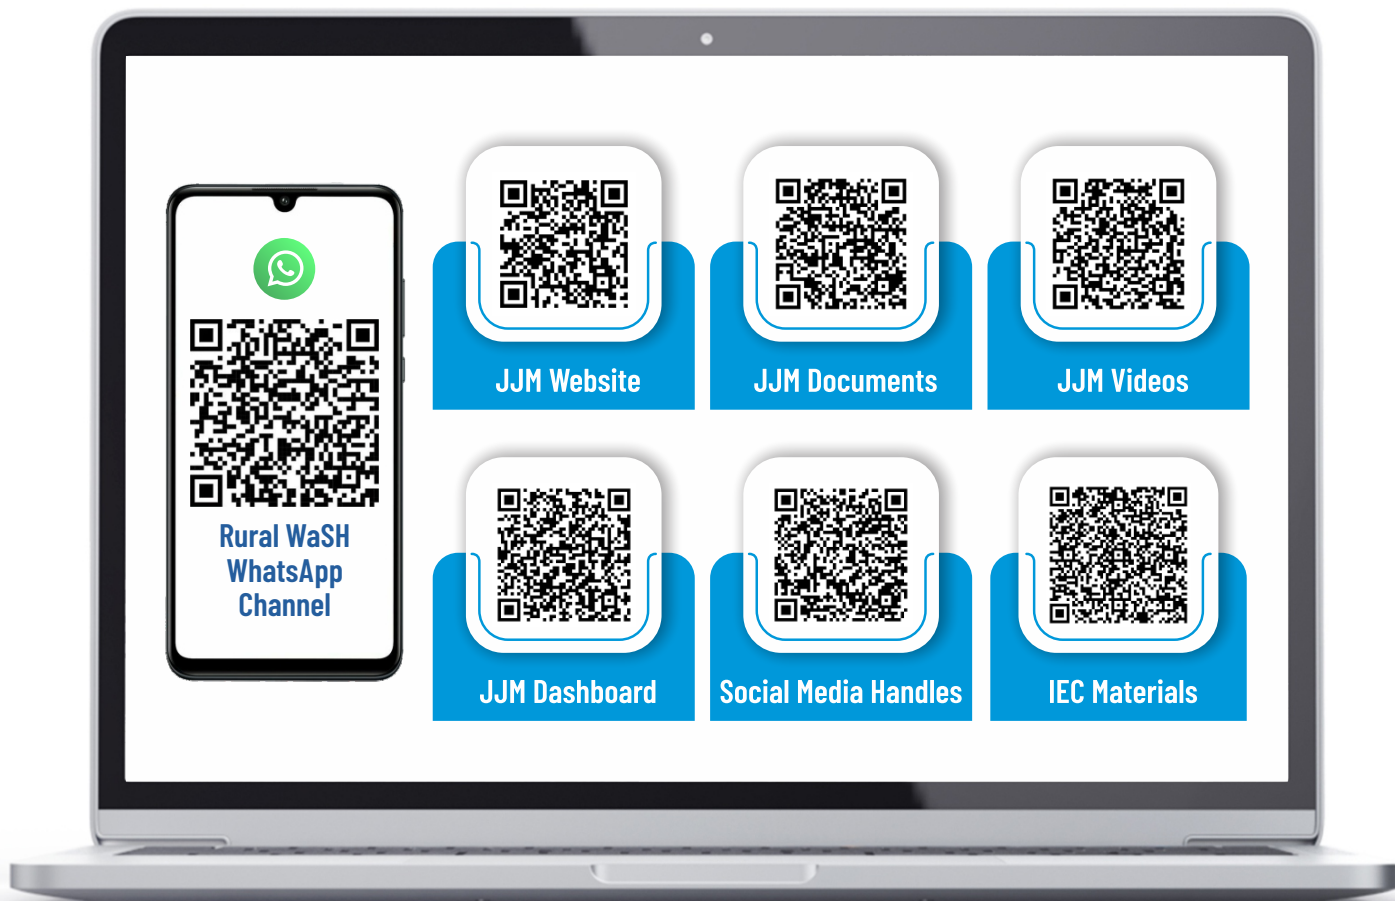 Rural WaSH
WhatsApp
Channel
JJM Website
JJM Documents
JJM Videos
JJM Dashboard
Social Media Handles
IEC Materials